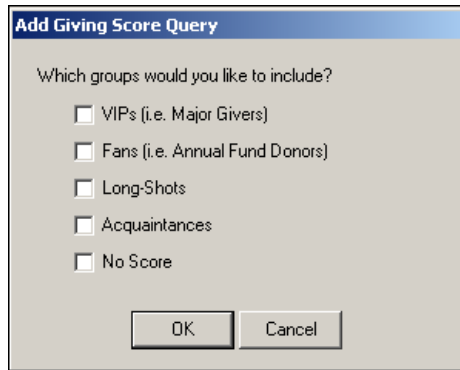 Add Giving Score Query
Which groups would you like to include?
VIPs (i.e. Major Givers)
Fans (i.e. Annual Fund Donors)
Long-Shots
Acquaintances
No Score
OK
Cancel